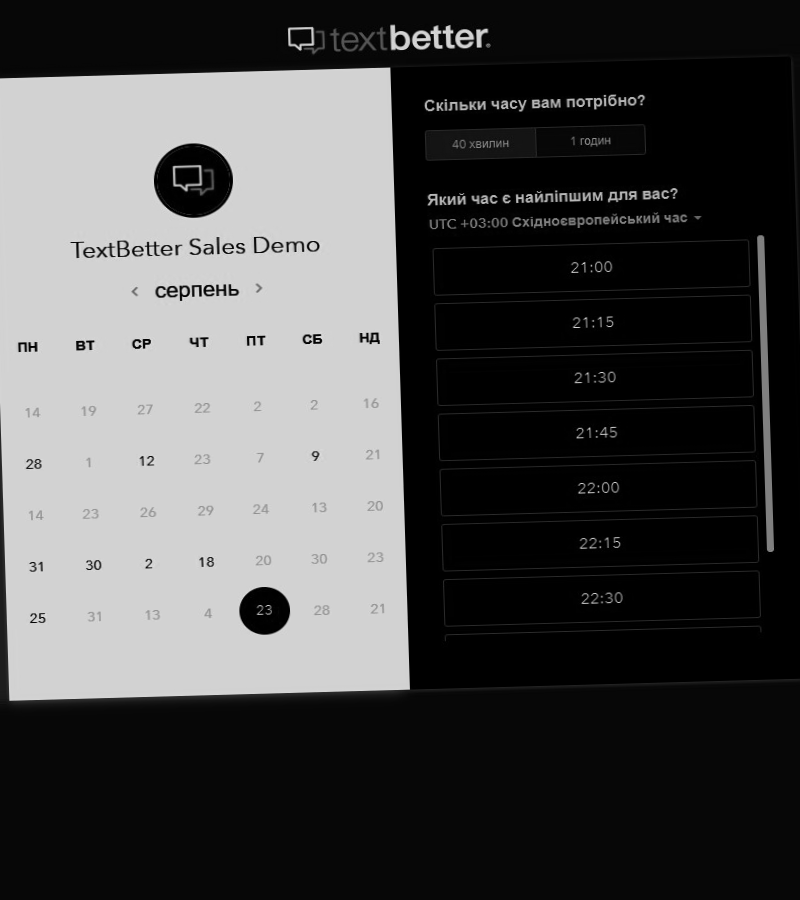 textbetter.
TextBetter Sales Demo
серпень
ПН ВТ СР ЧТ ПТ СБ НД
14 19 27 22 2 2 16
28 1 12 23 7 9 21
14 23 26 29 24 13 20
31 30 2 18 20 30 23
25 31 13 4 23 28 21
Скільки часу вам потрібно?
40 хвилин 1 годин
Який час є найліпшим для вас?
UTC +03:00 Східноєвропейський час
21:00
21:15
21:30
21:45
22:00
22:15
22:30